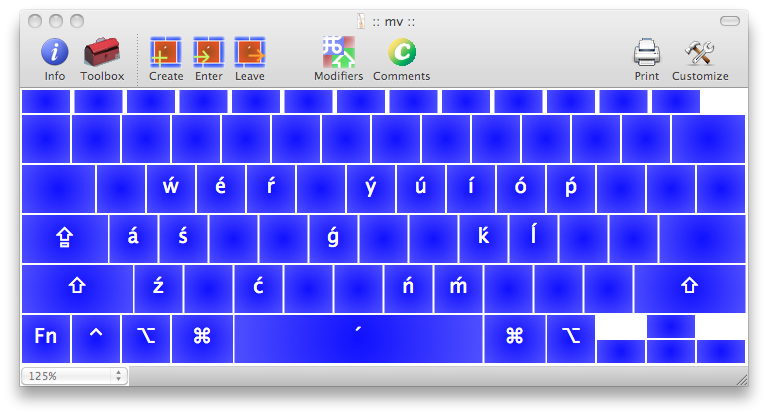 :: mv ::
Info Toolbox Create Enter Leave Modifiers Comments Print Customize
ẃ é ŕ ý ú í ó ṕ
⇪ á ś ǵ ḱ ĺ
⇧ ź ć ń ḿ ⇧
Fn ^ ⌥ ⌘ ´ ⌘ ⌥
125%